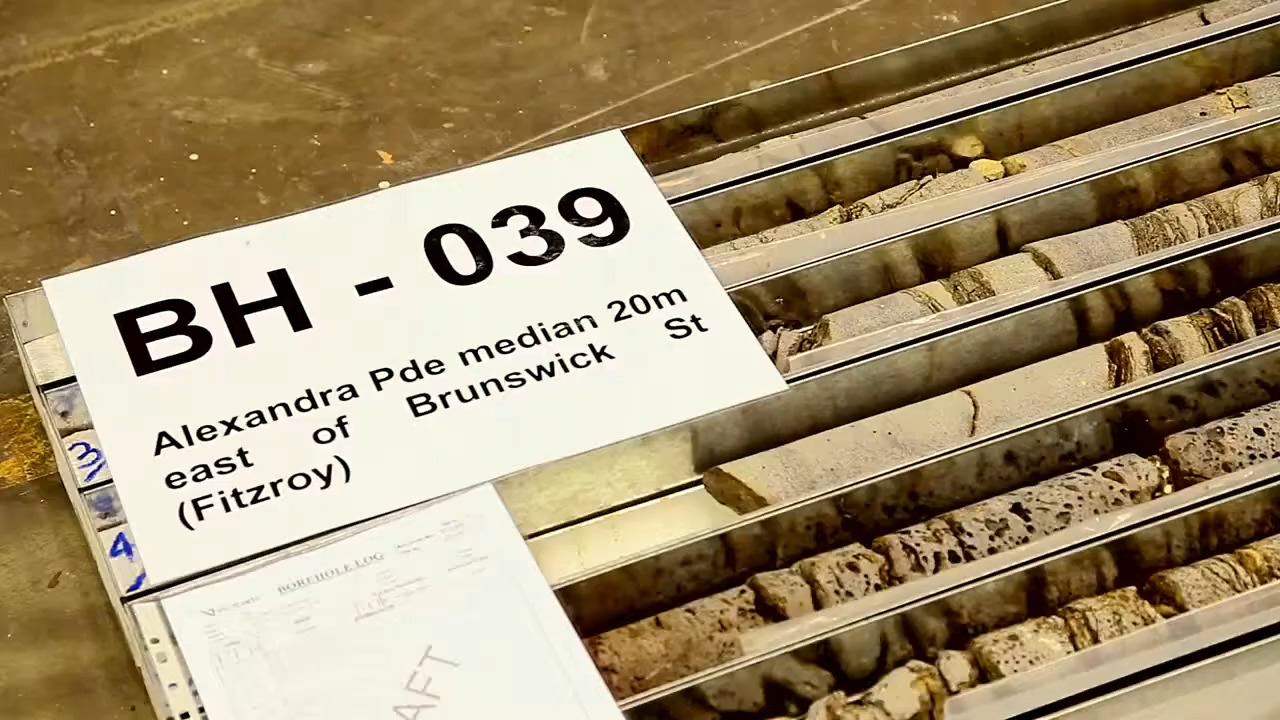 BH - 039
Alexandra Pde median 20m
east of Brunswick St
(Fitzroy)
3
4
BOREHOLE LOG
AFT